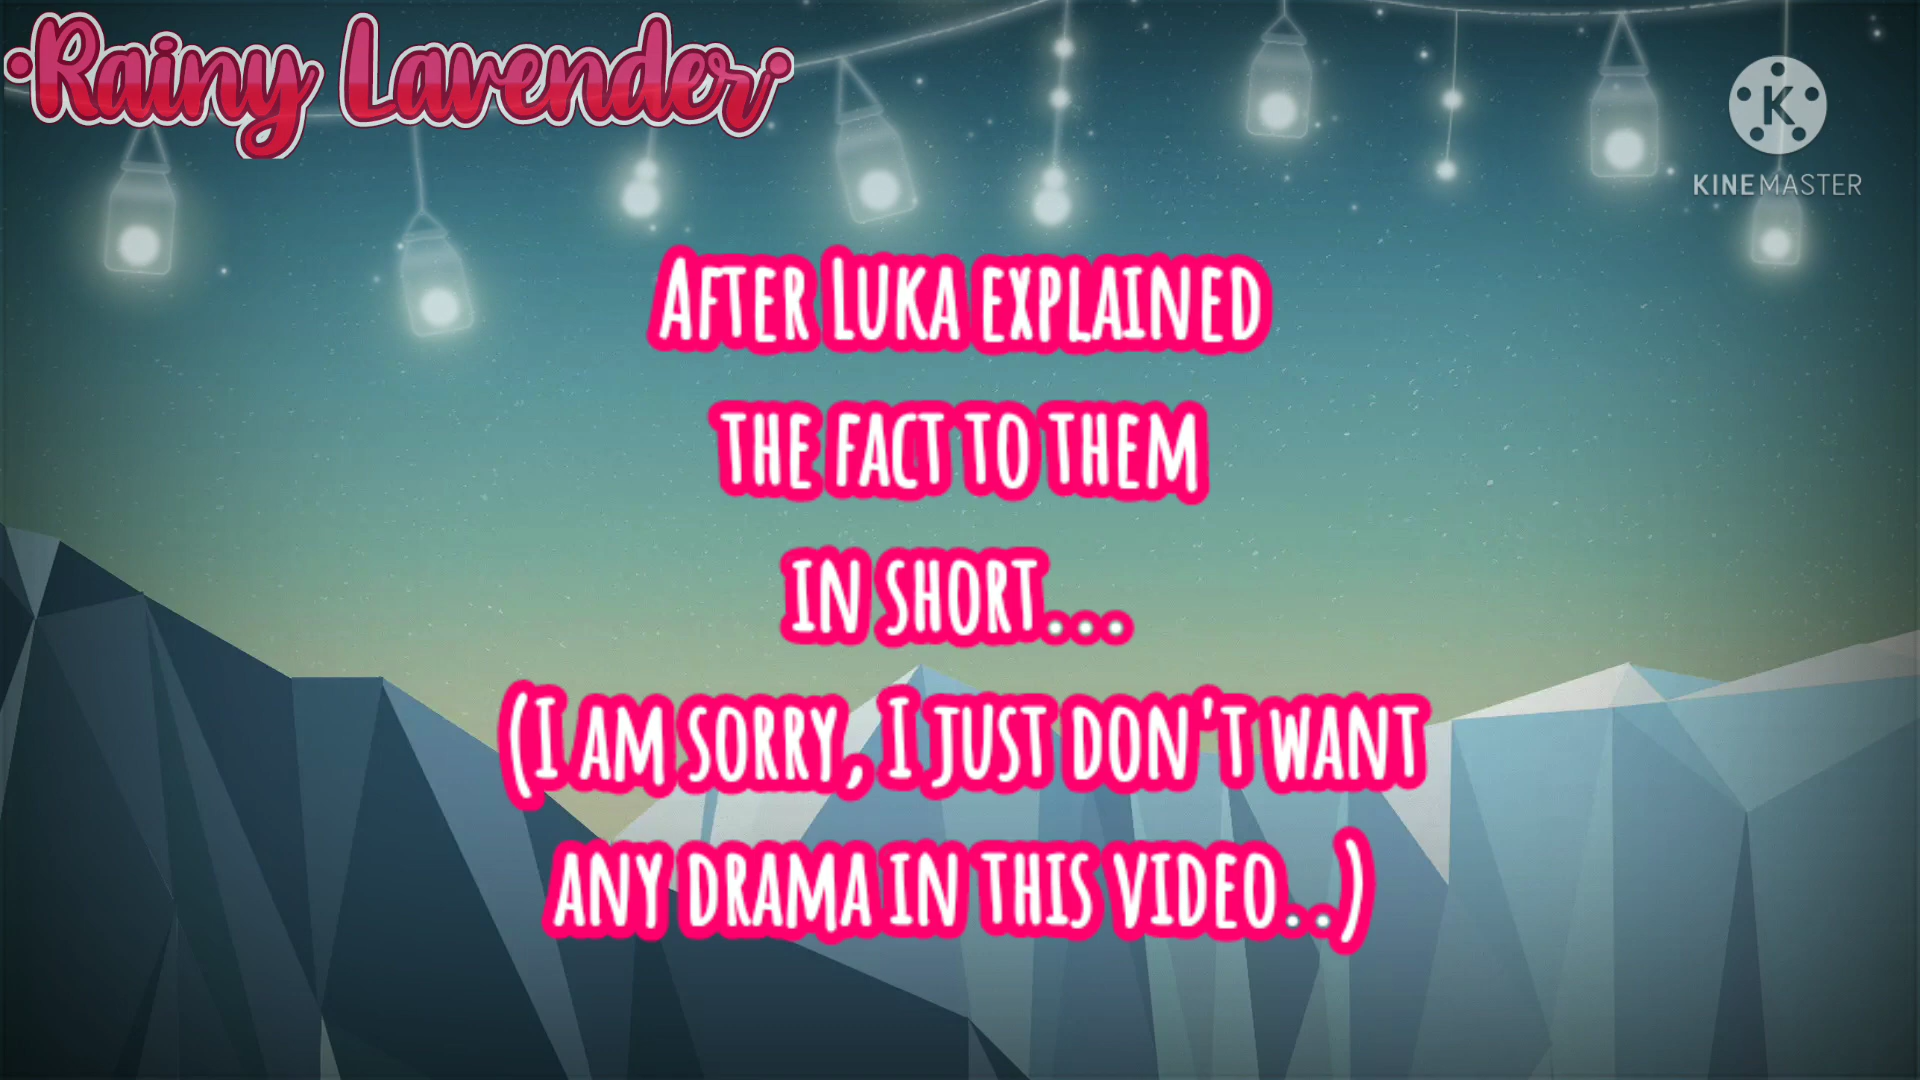 ·Rainy Lavender·
K
KINEMASTER
AFTER LUKA EXPLAINED
THE FACT TO THEM
IN SHORT...
(I AM SORRY, I JUST DON'T WANT
ANY DRAMA IN THIS VIDEO..)